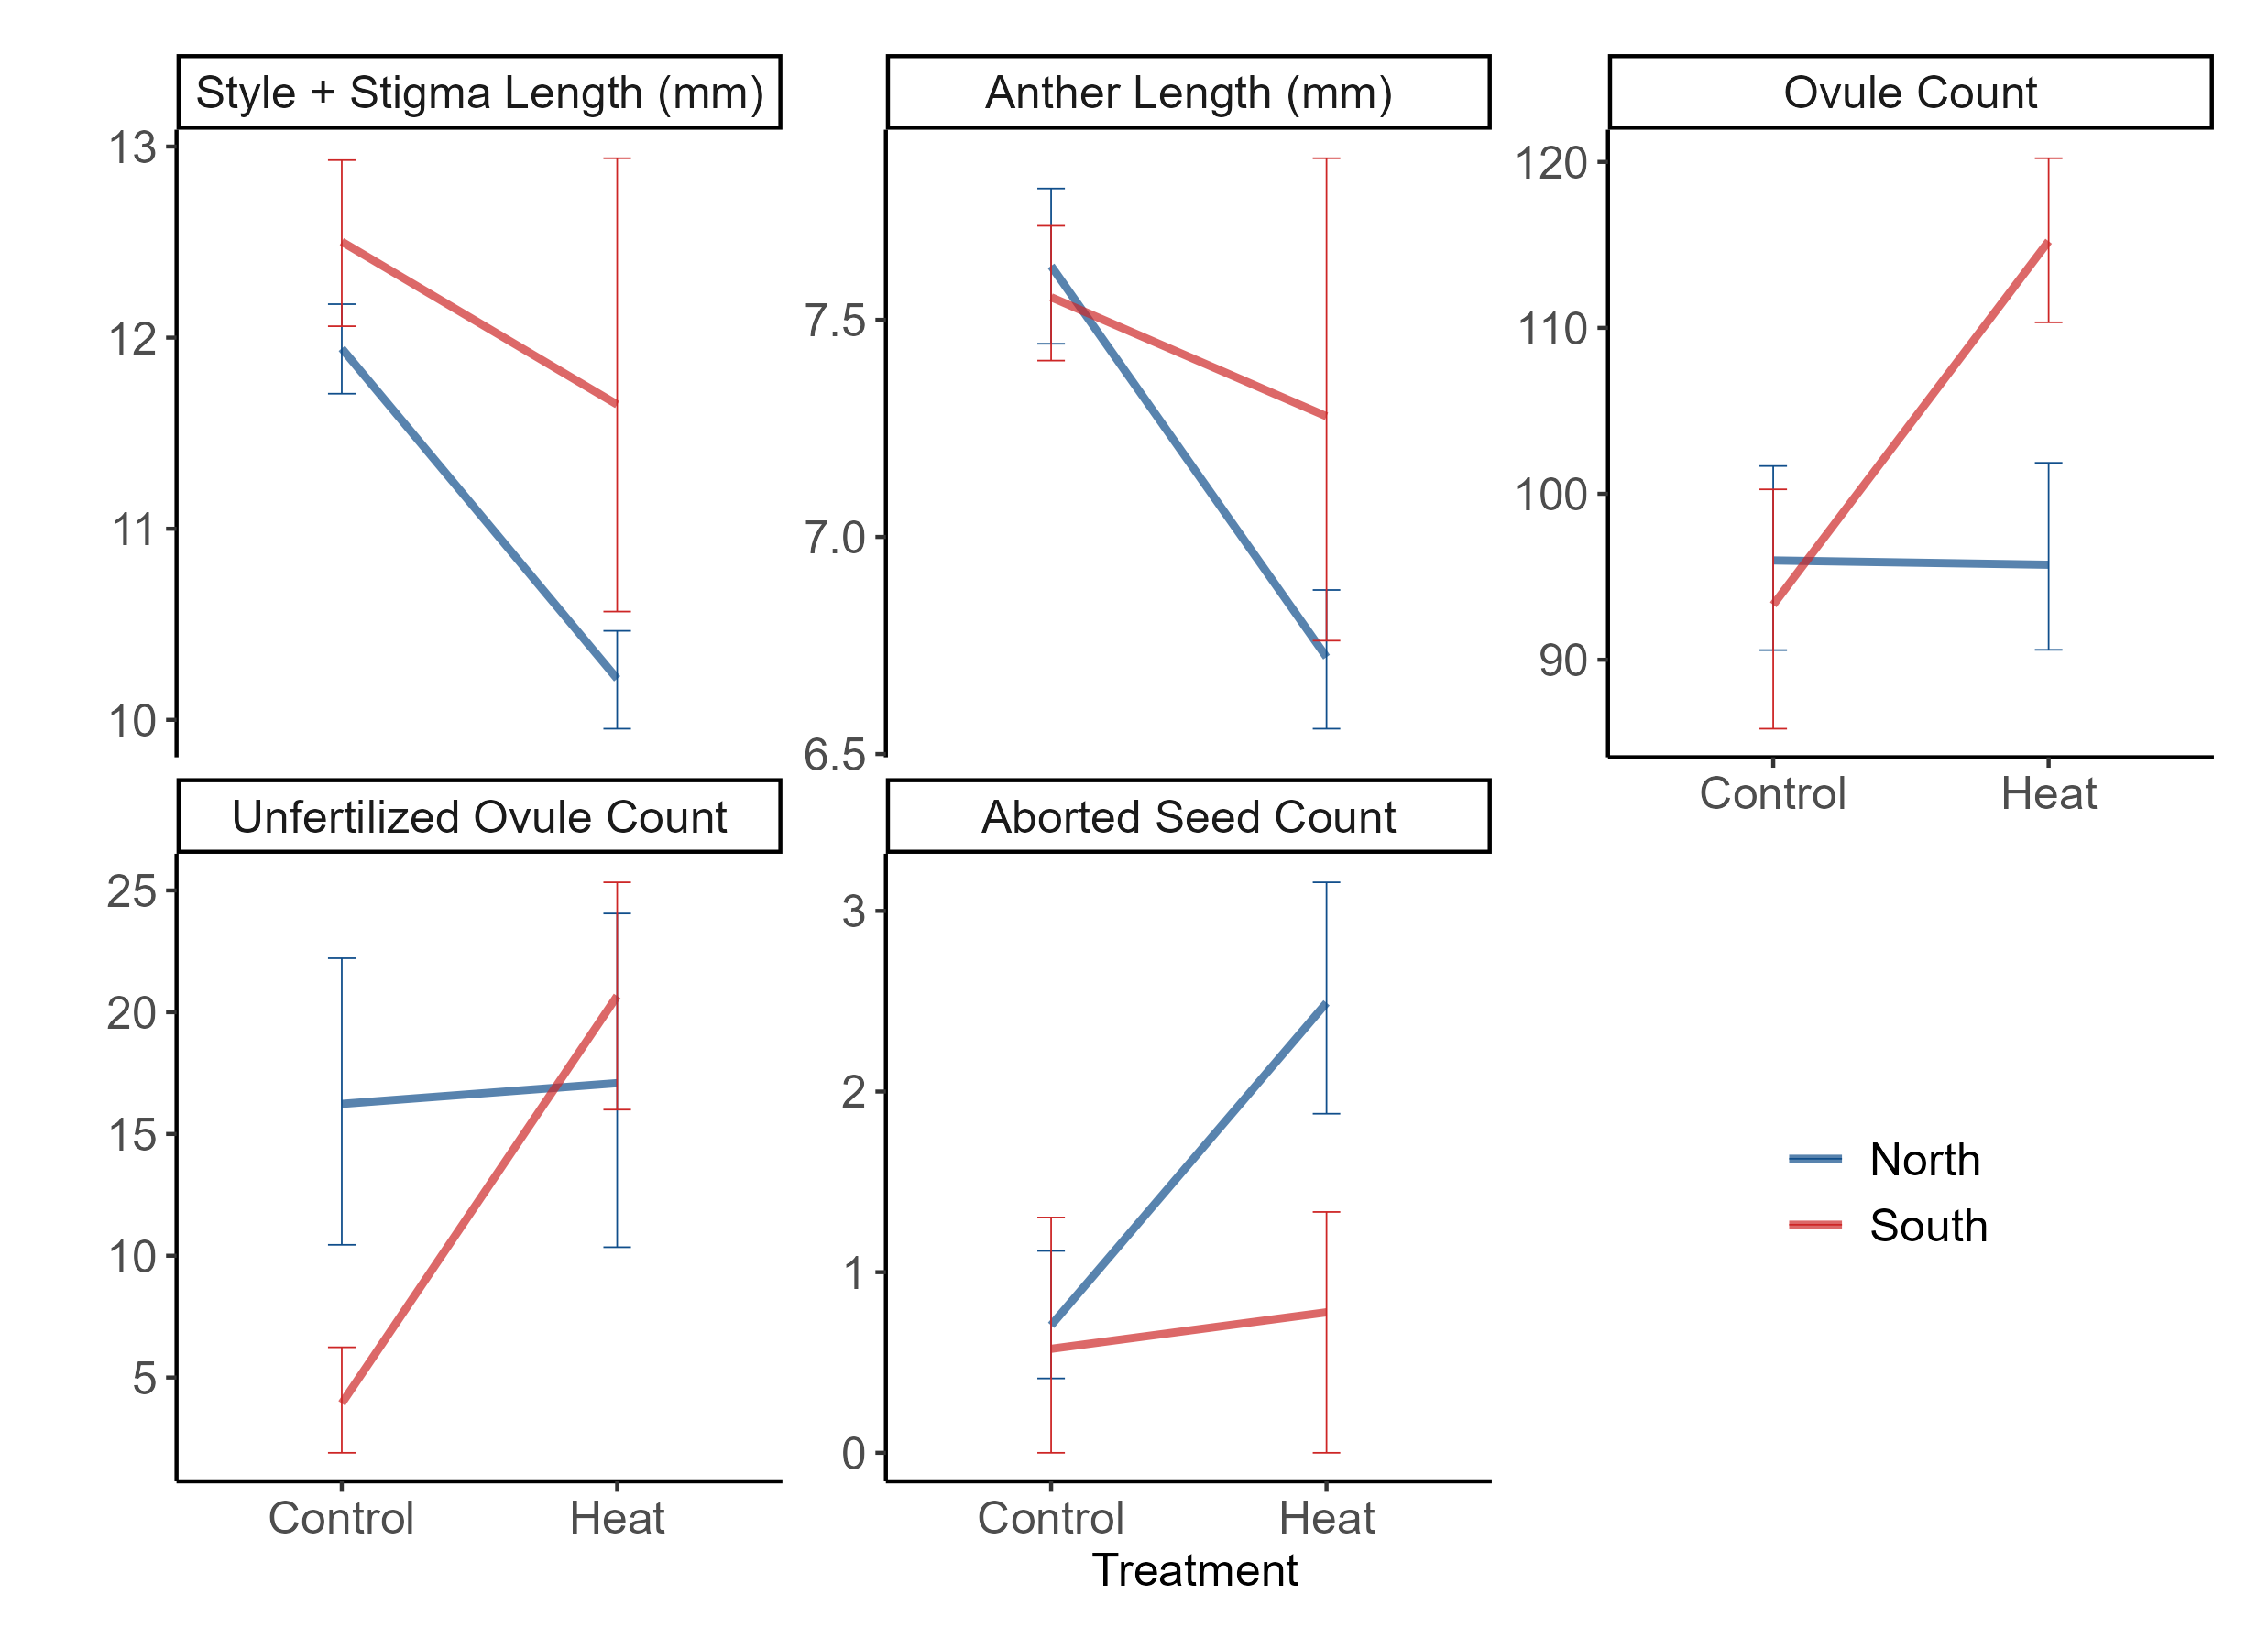 Style + Stigma Length (mm)
13
12
11
10
Anther Length (mm)
7.5
7.0
6.5
Ovule Count
120
110
100
90
Control Heat
Unfertilized Ovule Count
25
20
15
10
5
Control Heat
Aborted Seed Count
3
2
1
0
Control Heat
Treatment
North
South